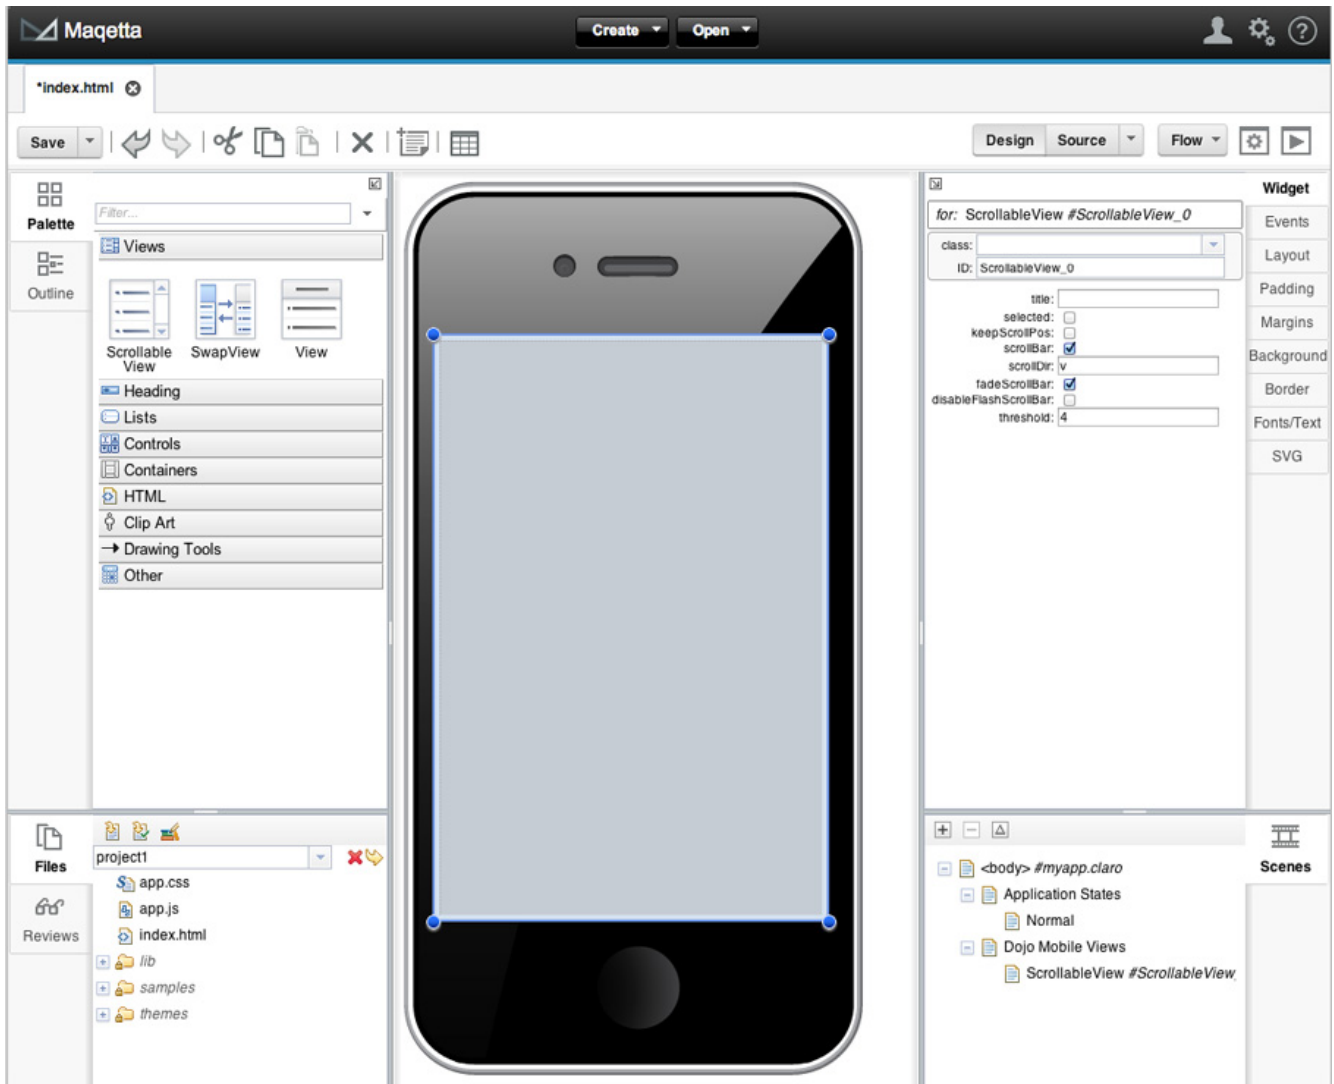 Maqetta
Create
Open
*index.html
Save
Design
Source
Flow
Palette
Outline
Filter...
Views
Scrollable View
SwapView
View
Heading
Lists
Controls
Containers
HTML
Clip Art
Drawing Tools
Other
for: ScrollableView #ScrollableView_0
class:
ID: ScrollableView_0
title:
selected:
keepScrollPos:
scrollBar:
scrollDir: v
fadeScrollBar:
disableFlashScrollBar:
threshold: 4
Widget
Events
Layout
Padding
Margins
Background
Border
Fonts/Text
SVG
Files
Reviews
project1
app.css
app.js
index.html
lib
samples
themes
<body> #myapp.claro
Application States
Normal
Dojo Mobile Views
ScrollableView #ScrollableView_
Scenes